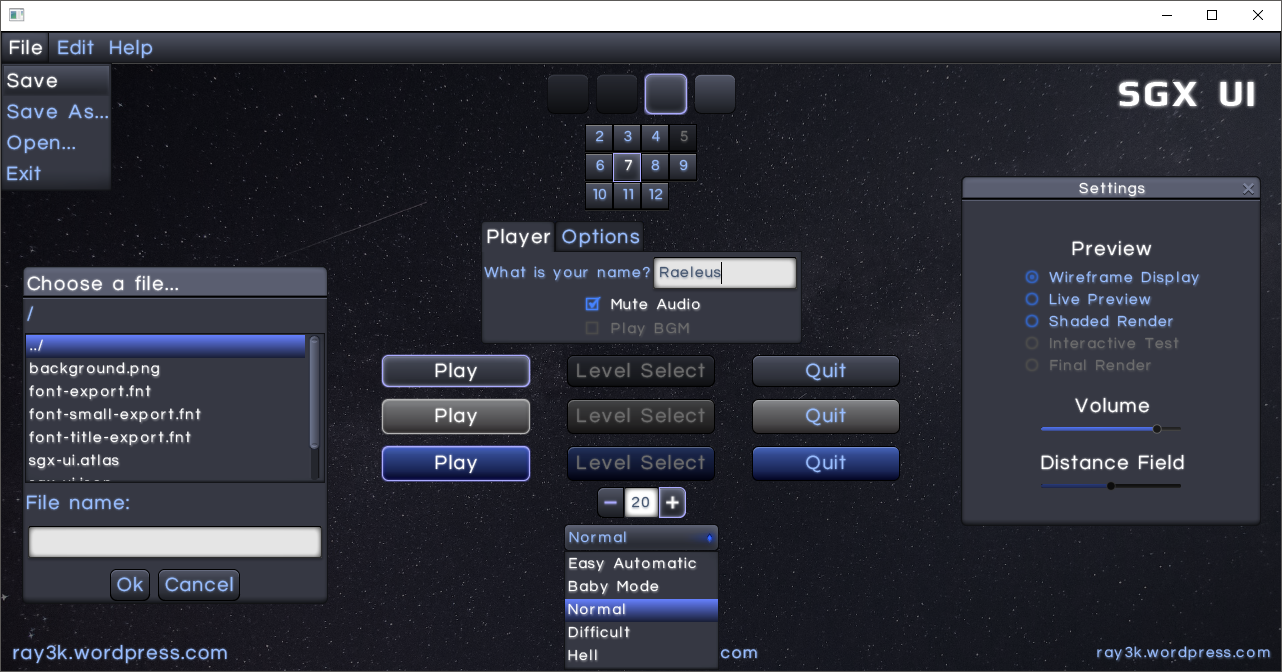 File Edit Help
Save
Save As...
Open...
Exit
SGX UI
2 3 4 5
6 7 8 9
10 11 12
Player Options
What is your name? Raeleus
Mute Audio
Play BGM
Choose a file...
/
../
background.png
font-export.fnt
font-small-export.fnt
font-title-export.fnt
sgx-ui.atlas
File name:
Ok Cancel
Play Level Select Quit
Play Level Select Quit
Play Level Select Quit
- 20 +
Normal
Easy Automatic
Baby Mode
Normal
Difficult
Hell
Settings
Preview
Wireframe Display
Live Preview
Shaded Render
Interactive Test
Final Render
Volume
Distance Field
ray3k.wordpress.com
com
ray3k.wordpress.com